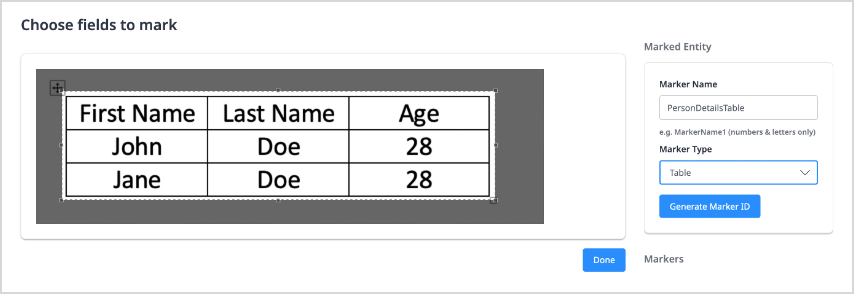 Choose fields to mark
First Name Last Name Age
John Doe 28
Jane Doe 28
Done
Marked Entity
Marker Name
PersonDetailsTable
e.g. MarkerName1 (numbers & letters only)
Marker Type
Table
Generate Marker ID
Markers